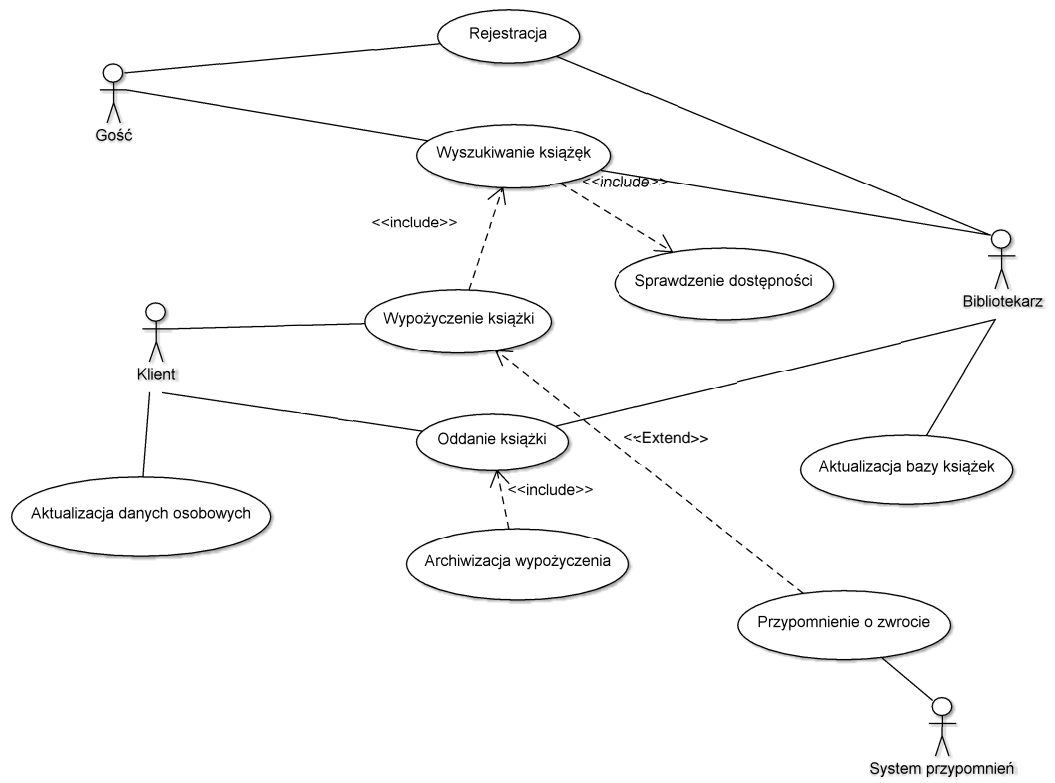 Rejestracja
Gość
Wyszukiwanie książęk
<<include>>
<<include>>
Sprawdzenie dostępności
Bibliotekarz
Wypożyczenie książki
Klient
Oddanie książki
<<Extend>>
Aktualizacja bazy książek
<<include>>
Aktualizacja danych osobowych
Archiwizacja wypożyczenia
Przypomnienie o zwrocie
System przypomnień